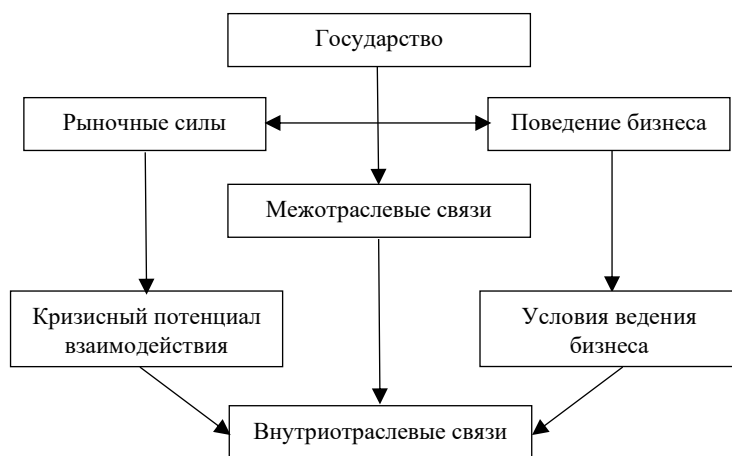 Государство
Рыночные силы
Поведение бизнеса
Межотраслевые связи
Кризисный потенциал
взаимодействия
Условия ведения
бизнеса
Внутриотраслевые связи